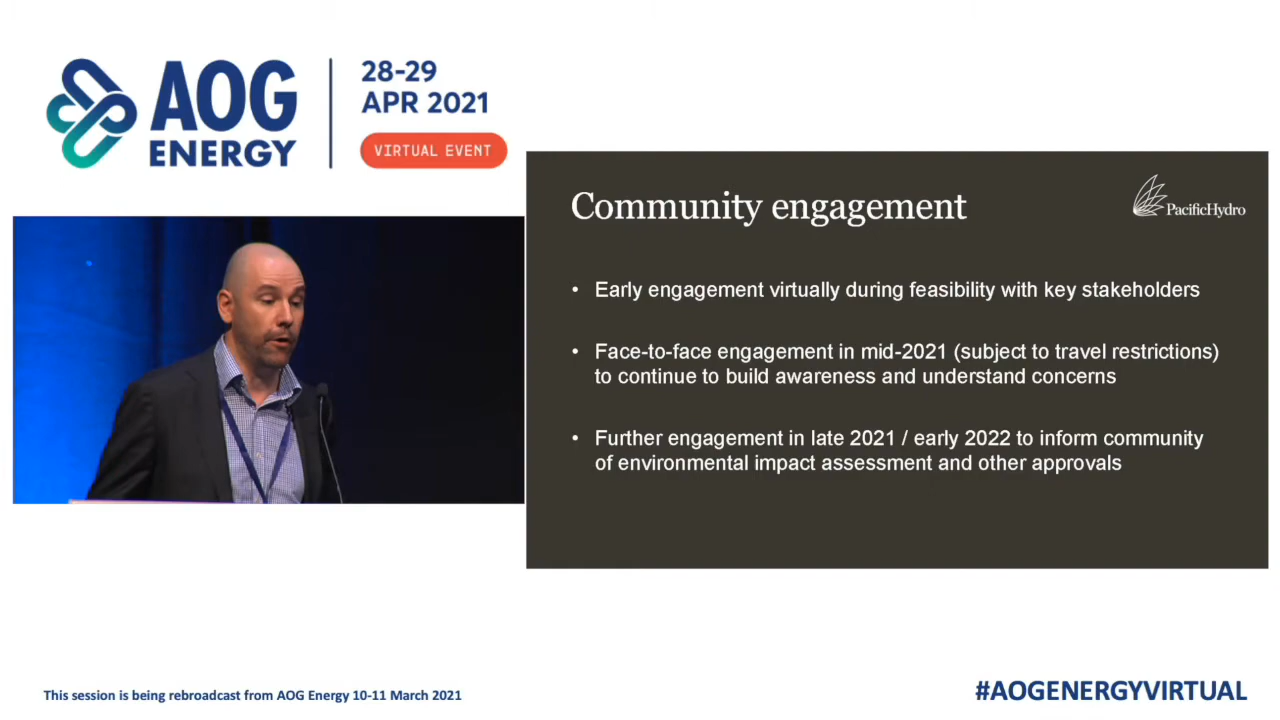 AOG
ENERGY
28-29
APR 2021
VIRTUAL EVENT
Community engagement
PacificHydro
• Early engagement virtually during feasibility with key stakeholders
• Face-to-face engagement in mid-2021 (subject to travel restrictions)
to continue to build awareness and understand concerns
• Further engagement in late 2021 / early 2022 to inform community
of environmental impact assessment and other approvals
This session is being rebroadcast from AOG Energy 10-11 March 2021
#AOGENERGYVIRTUAL